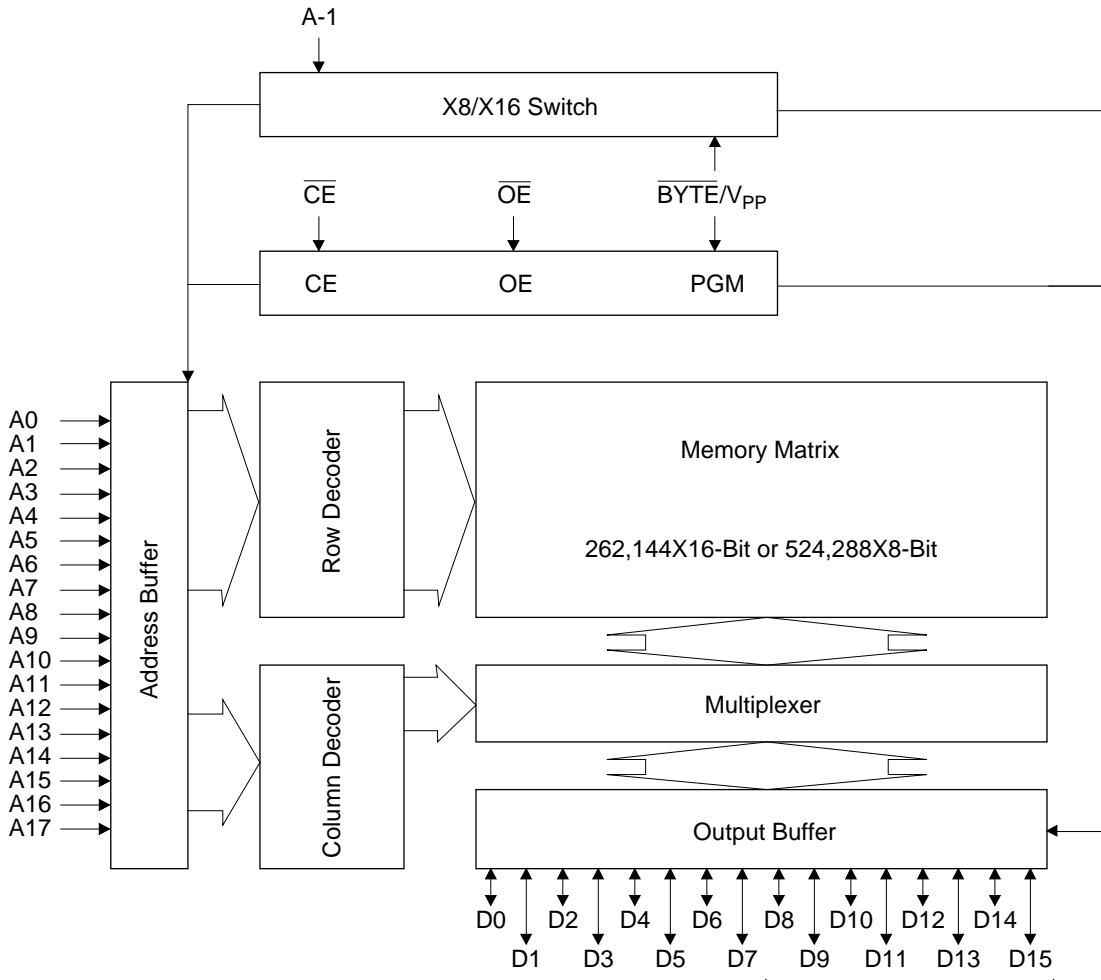 A-1
X8/X16 Switch
CE OE BYTE/VPP
CE OE PGM
A0
A1
A2
A3
A4
A5
A6
A7
A8
A9
A10
A11
A12
A13
A14
A15
A16
A17
Address Buffer
Row Decoder
Column Decoder
Memory Matrix
262,144X16-Bit or 524,288X8-Bit
Multiplexer
Output Buffer
D0 D2 D4 D6 D8 D10 D12 D14
D1 D3 D5 D7 D9 D11 D13 D15